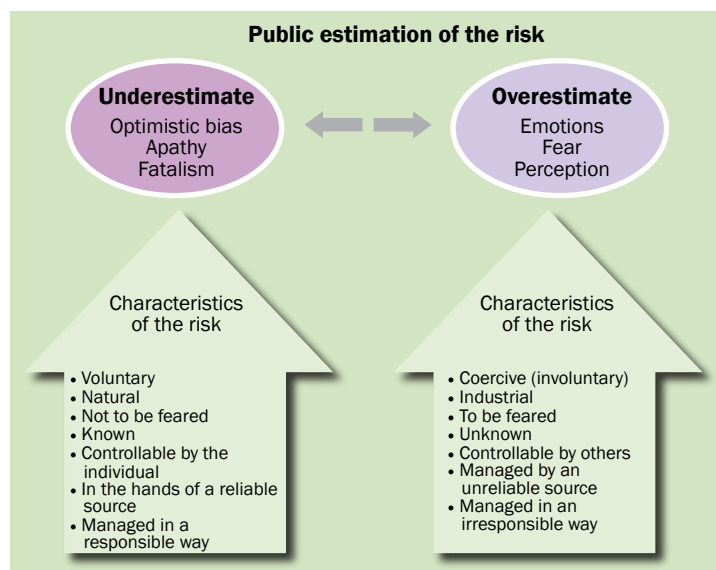 Public estimation of the risk
Underestimate
Optimistic bias
Apathy
Fatalism
Overestimate
Emotions
Fear
Perception
Characteristics
of the risk
• Voluntary
• Natural
• Not to be feared
• Known
• Controllable by the
individual
• In the hands of a reliable
source
• Managed in a
responsible way
Characteristics
of the risk
• Coercive (involuntary)
• Industrial
• To be feared
• Unknown
• Controllable by others
• Managed by an
unreliable source
• Managed in an
irresponsible way